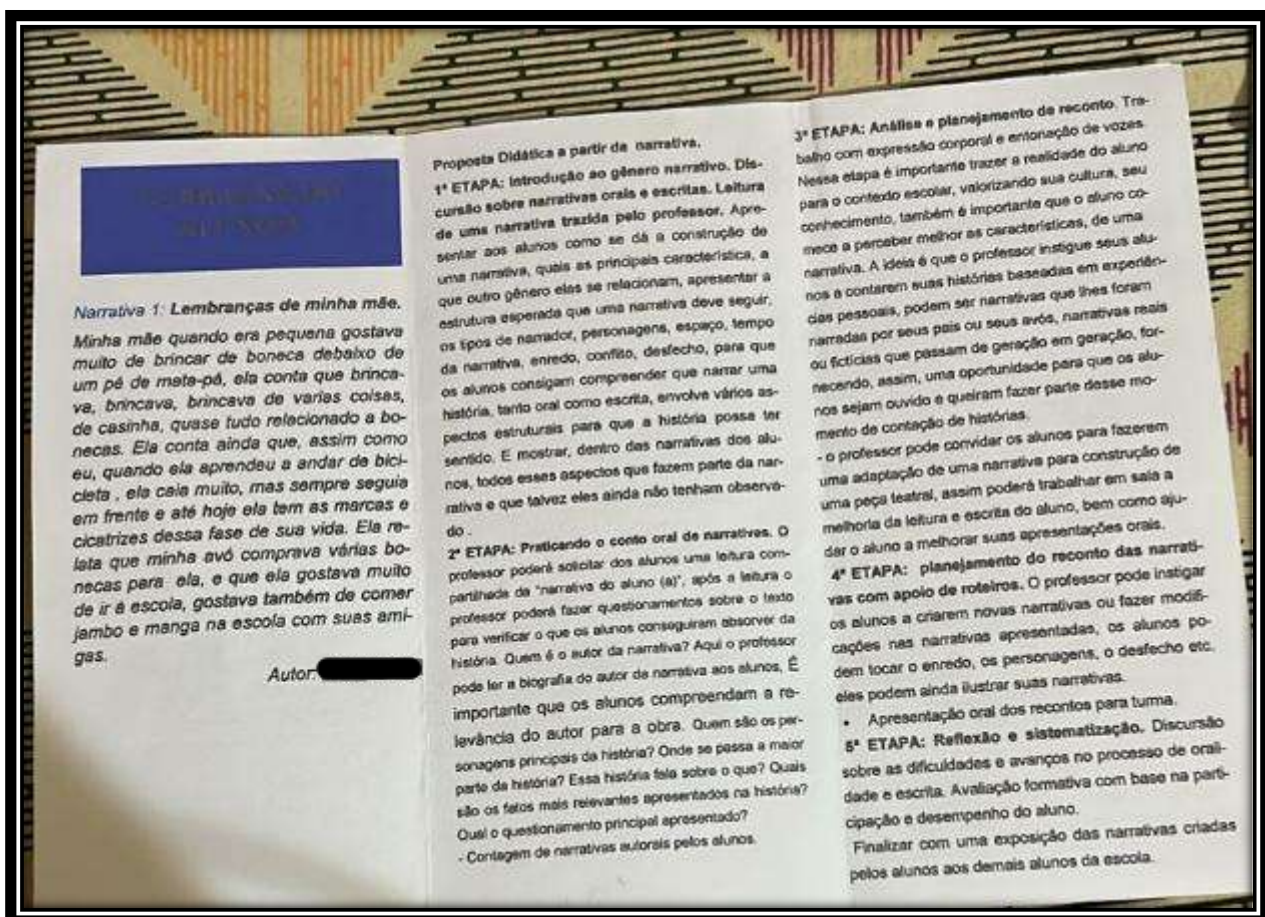 Narrativa 1: Lembranças de minha mãe.
Minha mãe quando era pequena gostava
muito de brincar de boneca debaixo de
um pé de mata-pá, ela conta que brinca-
va, brincava, brincava de varias coisas,
de casinha, quase tudo relacionado a bo-
necas. Ela conta ainda que, assim como
eu, quando ela aprendeu a andar de bici-
cleta , ela caia muito, mas sempre seguia
em frente e até hoje ela tem as marcas e
cicatrizes dessa fase de sua vida. Ela re-
lata que minha avó comprava várias bo-
necas para ela, e que ela gostava muito
de ir á escola, gostava também de comer
jambo e manga na escola com suas ami-
gas.
Autor:
Proposta Didática a partir da narrativa.
1ª ETAPA: Introdução ao gênero narrativo. Dis-
cursão sobre narrativas orais e escritas. Leitura
de uma narrativa trazida pelo professor. Apre-
sentar aos alunos como se dá a construção de
uma narrativa, quais as principais característica, a
que outro gênero elas se relacionam, apresentar a
estrutura esperada que uma narrativa deve seguir,
os tipos de narrador, personagens, espaço, tempo
da narrativa, enredo, conflito, desfecho, para que
os alunos consigam compreender que narrar uma
história, tanto oral como escrita, envolve vários as-
pectos estruturais para que a história possa ter
sentido. E mostrar, dentro das narrativas dos alu-
nos, todos esses aspectos que fazem parte da nar-
rativa e que talvez eles ainda não tenham observa-
do .
2ª ETAPA: Praticando o conto oral de narrativas. O
professor poderá solicitar dos alunos uma leitura com-
partilhada da "narrativa do aluno (a)", após a leitura o
professor poderá fazer questionamentos sobre o texto
para verificar o que os alunos conseguiram absorver da
história. Quem é o autor da narrativa? Aqui o professor
pode ler a biografia do autor da narrativa aos alunos, É
importante que os alunos compreendam a re-
levância do autor para a obra. Quem são os per-
sonagens principais da história? Onde se passa a maior
parte da história? Essa história fala sobre o que? Quais
são os fatos mais relevantes apresentados na história?
Qual o questionamento principal apresentado?
- Contagem de narrativas autorais pelos alunos.
3ª ETAPA: Análise e planejamento de reconto. Tra-
balho com expressão corporal e entonação de vozes
Nessa etapa é importante trazer a realidade do aluno
para o contexto escolar, valorizando sua cultura, seu
conhecimento, também é importante que o aluno co-
mece a perceber melhor as características, de uma
narrativa. A ideia é que o professor instigue seus alu-
nos a contarem suas histórias baseadas em experiên-
cias pessoais, podem ser narrativas que lhes foram
narradas por seus pais ou seus avós, narrativas reais
ou fictícias que passam de geração em geração, for-
necendo, assim, uma oportunidade para que os alu-
nos sejam ouvido e queiram fazer parte desse mo-
mento de contação de histórias.
- o professor pode convidar os alunos para fazerem
uma adaptação de uma narrativa para construção de
uma peça teatral, assim poderá trabalhar em sala a
melhoria da leitura e escrita do aluno, bem como aju-
dar o aluno a melhorar suas apresentações orais.
4ª ETAPA: planejamento do reconto das narrati-
vas com apoio de roteiros. O professor pode instigar
os alunos a criarem novas narrativas ou fazer modifi-
cações nas narrativas apresentadas, os alunos po-
dem tocar o enredo, os personagens, o desfecho etc,
eles podem ainda ilustrar suas narrativas.
• Apresentação oral dos recontos para turma.
5ª ETAPA: Reflexão e sistematização. Discursão
sobre as dificuldades e avanços no processo de orali-
dade e escrita. Avaliação formativa com base na parti-
cipação e desempenho do aluno.
Finalizar com uma exposição das narrativas criadas
pelos alunos aos demais alunos da escola.